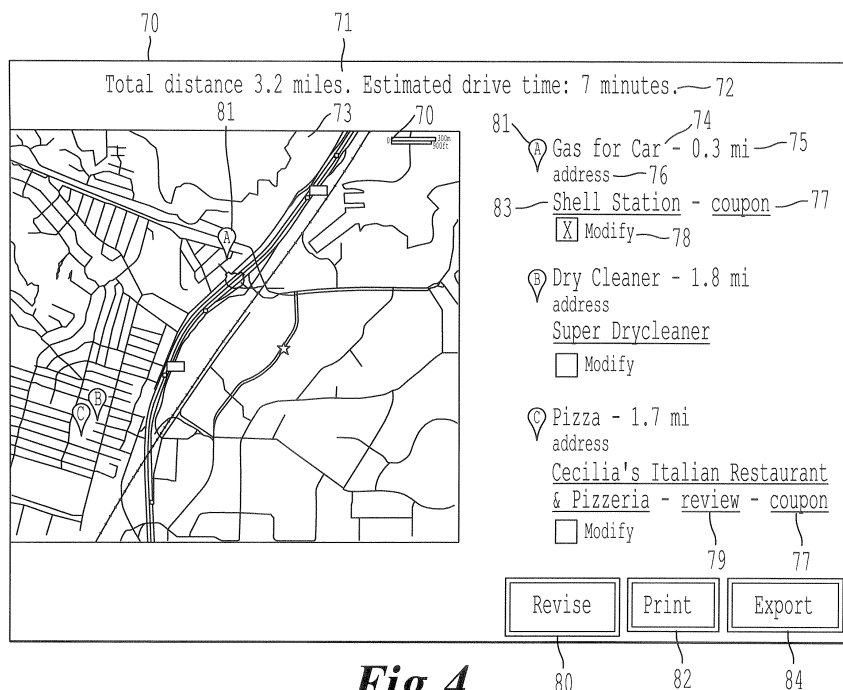 70
71
Total distance 3.2 miles. Estimated drive time: 7 minutes.
72
81
73
70
0
300m
900ft
A
B
C
81
74
A Gas for Car - 0.3 mi
75
address
76
83
Shell Station - coupon
77
X Modify
78
B Dry Cleaner - 1.8 mi
address
Super Drycleaner
Modify
C Pizza - 1.7 mi
address
Cecilia's Italian Restaurant
& Pizzeria - review - coupon
Modify
79
77
Revise
Print
Export
80
82
84
Fig 4